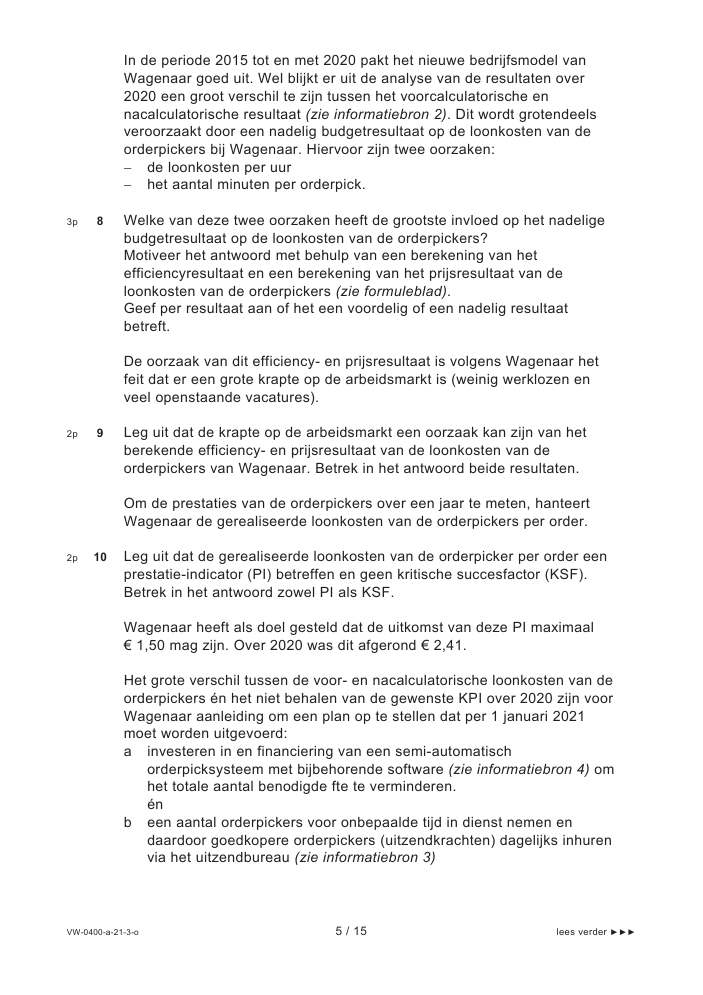 In de periode 2015 tot en met 2020 pakt het nieuwe bedrijfsmodel van
Wagenaar goed uit. Wel blijkt er uit de analyse van de resultaten over
2020 een groot verschil te zijn tussen het voorcalculatorische en
nacalculatorische resultaat (zie informatiebron 2). Dit wordt grotendeels
veroorzaakt door een nadelig budgetresultaat op de loonkosten van de
orderpickers bij Wagenaar. Hiervoor zijn twee oorzaken:
– de loonkosten per uur
– het aantal minuten per orderpick.
3p 8 Welke van deze twee oorzaken heeft de grootste invloed op het nadelige
budgetresultaat op de loonkosten van de orderpickers?
Motiveer het antwoord met behulp van een berekening van het
efficiencyresultaat en een berekening van het prijsresultaat van de
loonkosten van de orderpickers (zie formuleblad).
Geef per resultaat aan of het een voordelig of een nadelig resultaat
betreft.
De oorzaak van dit efficiency- en prijsresultaat is volgens Wagenaar het
feit dat er een grote krapte op de arbeidsmarkt is (weinig werklozen en
veel openstaande vacatures).
2p 9 Leg uit dat de krapte op de arbeidsmarkt een oorzaak kan zijn van het
berekende efficiency- en prijsresultaat van de loonkosten van de
orderpickers van Wagenaar. Betrek in het antwoord beide resultaten.
Om de prestaties van de orderpickers over een jaar te meten, hanteert
Wagenaar de gerealiseerde loonkosten van de orderpickers per order.
2p 10 Leg uit dat de gerealiseerde loonkosten van de orderpicker per order een
prestatie-indicator (PI) betreffen en geen kritische succesfactor (KSF).
Betrek in het antwoord zowel PI als KSF.
Wagenaar heeft als doel gesteld dat de uitkomst van deze PI maximaal
€ 1,50 mag zijn. Over 2020 was dit afgerond € 2,41.
Het grote verschil tussen de voor- en nacalculatorische loonkosten van de
orderpickers én het niet behalen van de gewenste KPI over 2020 zijn voor
Wagenaar aanleiding om een plan op te stellen dat per 1 januari 2021
moet worden uitgevoerd:
a investeren in en financiering van een semi-automatisch
orderpicksysteem met bijbehorende software (zie informatiebron 4) om
het totale aantal benodigde fte te verminderen.
én
b een aantal orderpickers voor onbepaalde tijd in dienst nemen en
daardoor goedkopere orderpickers (uitzendkrachten) dagelijks inhuren
via het uitzendbureau (zie informatiebron 3)
VW-0400-a-21-3-o 5 / 15 lees verder ►►►